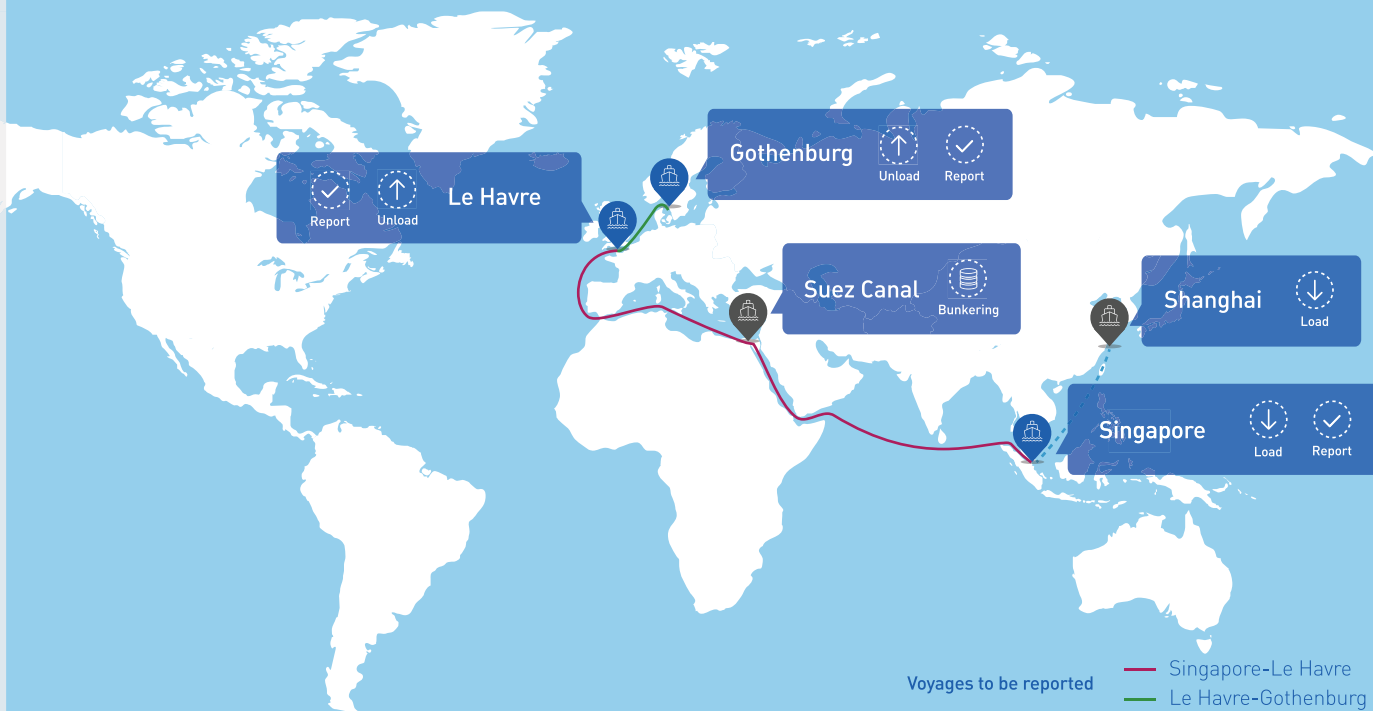 Gothenburg
Unload
Report
Report
Unload
Le Havre
Suez Canal
Bunkering
Shanghai
Load
Singapore
Load
Report
Voyages to be reported
Singapore-Le Havre
Le Havre-Gothenburg